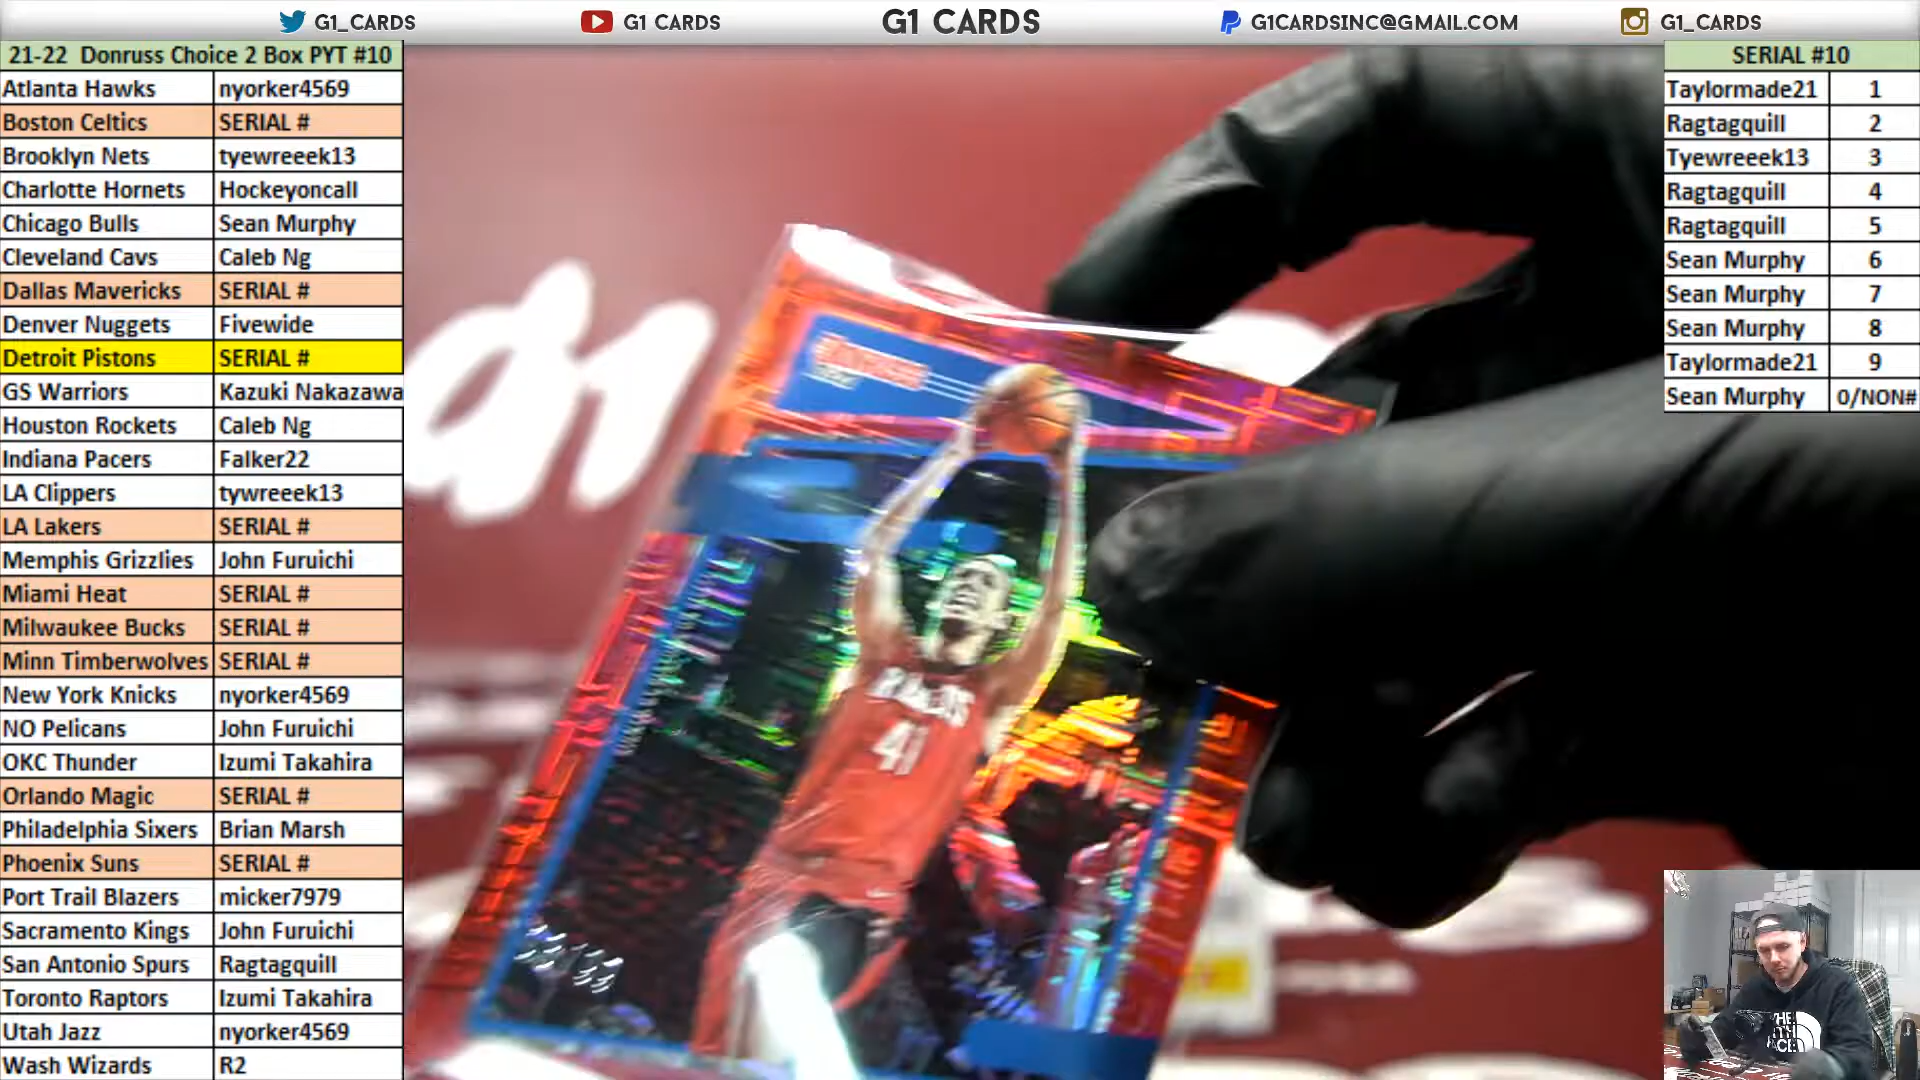 G1_CARDS G1 CARDS G1 CARDS G1CARDSINC@GMAIL.COM G1_CARDS
21-22 Donruss Choice 2 Box PYT #10
Atlanta Hawks nyorker4569
Boston Celtics SERIAL #
Brooklyn Nets tyewreeek13
Charlotte Hornets Hockeyoncall
Chicago Bulls Sean Murphy
Cleveland Cavs Caleb Ng
Dallas Mavericks SERIAL #
Denver Nuggets Fivewide
Detroit Pistons SERIAL #
GS Warriors Kazuki Nakazawa
Houston Rockets Caleb Ng
Indiana Pacers Falker22
LA Clippers tywreeek13
LA Lakers SERIAL #
Memphis Grizzlies John Furuichi
Miami Heat SERIAL #
Milwaukee Bucks SERIAL #
Minn Timberwolves SERIAL #
New York Knicks nyorker4569
NO Pelicans John Furuichi
OKC Thunder Izumi Takahira
Orlando Magic SERIAL #
Philadelphia Sixers Brian Marsh
Phoenix Suns SERIAL #
Port Trail Blazers micker7979
Sacramento Kings John Furuichi
San Antonio Spurs Ragtagquill
Toronto Raptors Izumi Takahira
Utah Jazz nyorker4569
Wash Wizards R2
SERIAL #10
Taylormade21 1
Ragtagquill 2
Tyewreeek13 3
Ragtagquill 4
Ragtagquill 5
Sean Murphy 6
Sean Murphy 7
Sean Murphy 8
Taylormade21 9
Sean Murphy 0/NON#
g1
41
THE